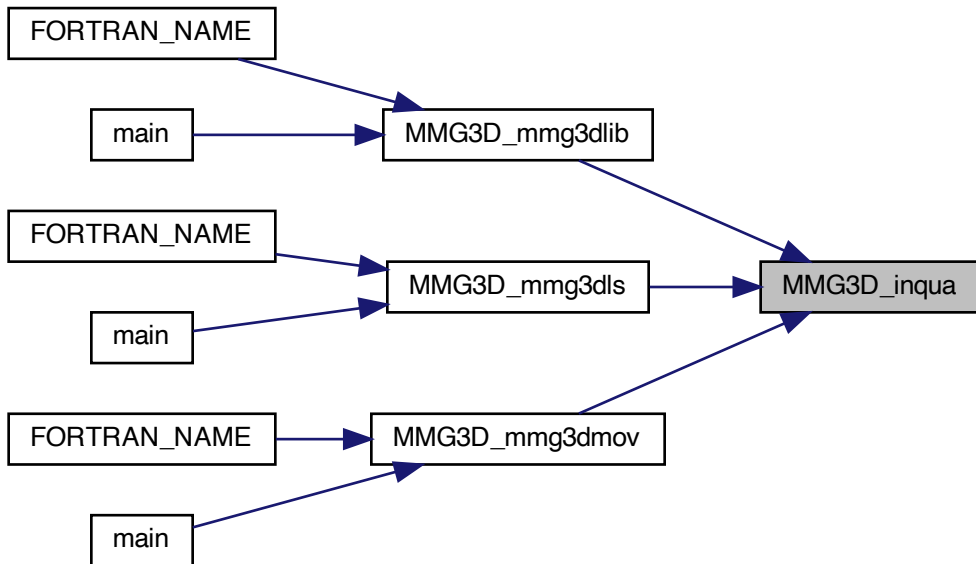 FORTRAN_NAME
main
MMG3D_mmg3dlib
FORTRAN_NAME
main
MMG3D_mmg3dls
MMG3D_inqua
FORTRAN_NAME
main
MMG3D_mmg3dmov